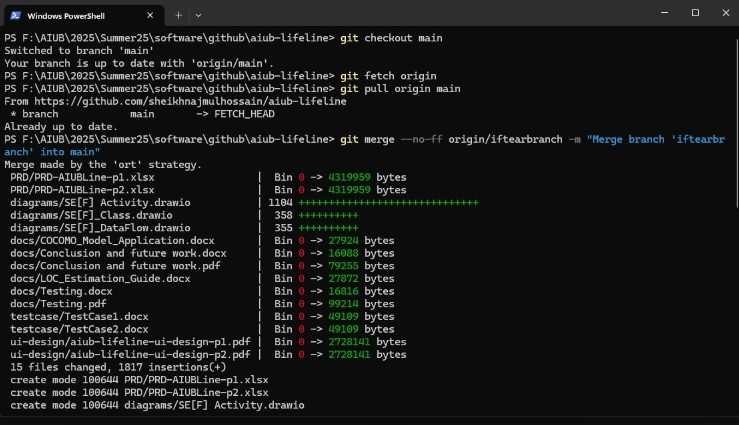 Windows PowerShell
PS F:\AIUB\2025\Summer25\software\github\aiub-lifeline> git checkout main
Switched to branch 'main'
Your branch is up to date with 'origin/main'.
PS F:\AIUB\2025\Summer25\software\github\aiub-lifeline> git fetch origin
PS F:\AIUB\2025\Summer25\software\github\aiub-lifeline> git pull origin main
From https://github.com/sheikhnajmulhossain/aiub-lifeline
 * branch            main       -> FETCH_HEAD
Already up to date.
PS F:\AIUB\2025\Summer25\software\github\aiub-lifeline> git merge --no-ff origin/iftearbranch -m "Merge branch 'iftearbr
anch' into main"
Merge made by the 'ort' strategy.
 PRD/PRD-AIUBLine-p1.xlsx               |  Bin 0 -> 4319959 bytes
 PRD/PRD-AIUBLine-p2.xlsx               |  Bin 0 -> 4319959 bytes
 diagrams/SE[F] Activity.drawio         | 1104 +++++++++++++++++++++++++++++++
 diagrams/SE[F]_Class.drawio            |  358 ++++++++++
 diagrams/SE[F]_DataFlow.drawio         |  355 ++++++++++
 docs/COCOMO_Model_Application.docx     |  Bin 0 -> 27924 bytes
 docs/Conclusion and future work.docx   |  Bin 0 -> 16088 bytes
 docs/Conclusion and future work.pdf    |  Bin 0 -> 79255 bytes
 docs/LOC_Estimation_Guide.docx         |  Bin 0 -> 27872 bytes
 docs/Testing.docx                      |  Bin 0 -> 16816 bytes
 docs/Testing.pdf                       |  Bin 0 -> 99214 bytes
 testcase/TestCase1.docx                |  Bin 0 -> 49109 bytes
 testcase/TestCase2.docx                |  Bin 0 -> 49109 bytes
 ui-design/aiub-lifeline-ui-design-p1.pdf |  Bin 0 -> 2728141 bytes
 ui-design/aiub-lifeline-ui-design-p2.pdf |  Bin 0 -> 2728141 bytes
 15 files changed, 1817 insertions(+)
 create mode 100644 PRD/PRD-AIUBLine-p1.xlsx
 create mode 100644 PRD/PRD-AIUBLine-p2.xlsx
 create mode 100644 diagrams/SE[F] Activity.drawio